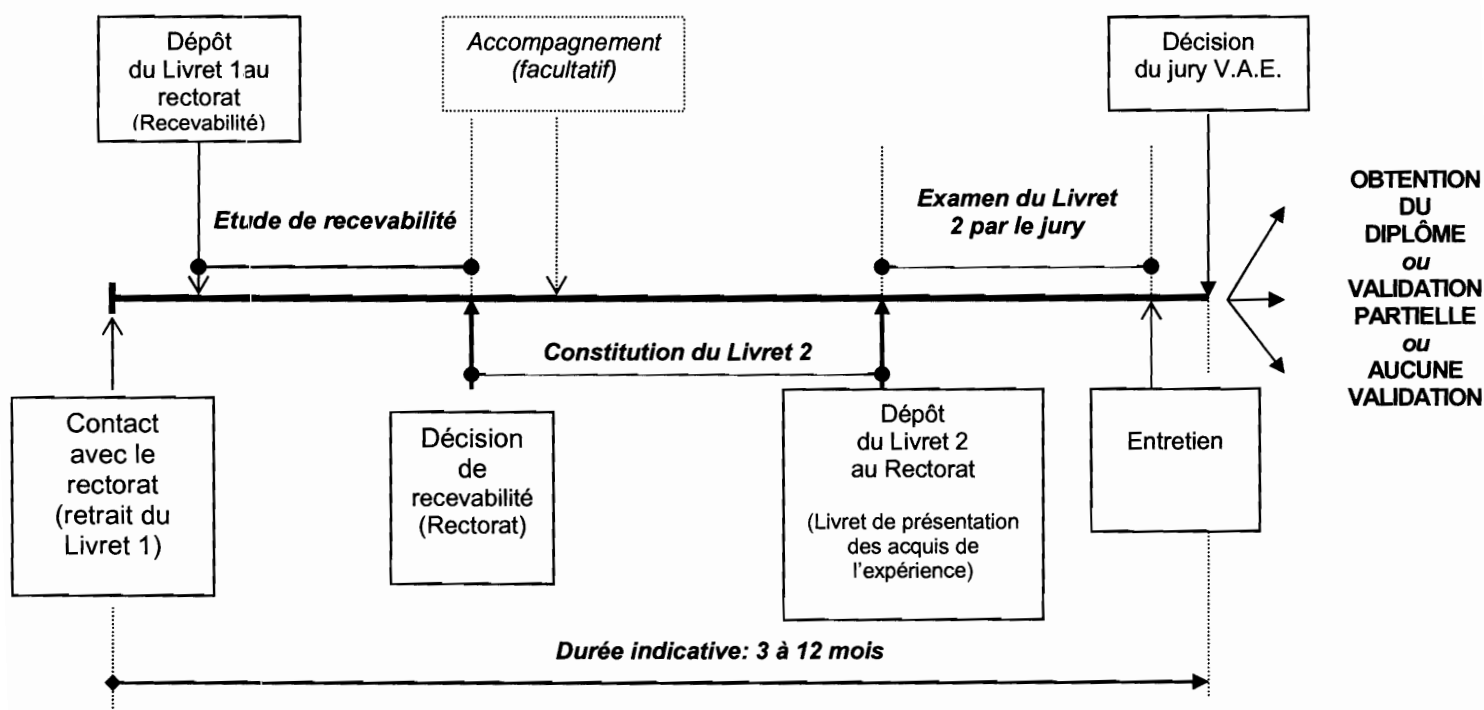 Dépôt
du Livret 1au
rectorat
(Recevabilité)
Accompagnement
(facultatif)
Décision
du jury V.A.E.
Etude de recevabilité
Examen du Livret
2 par le jury
OBTENTION
DU
DIPLÔME
ou
VALIDATION
PARTIELLE
ou
AUCUNE
VALIDATION
Constitution du Livret 2
Contact
avec le
rectorat
(retrait du
Livret 1)
Décision
de
recevabilité
(Rectorat)
Dépôt
du Livret 2
au Rectorat
(Livret de présentation
des acquis de
l'expérience)
Entretien
Durée indicative: 3 à 12 mois